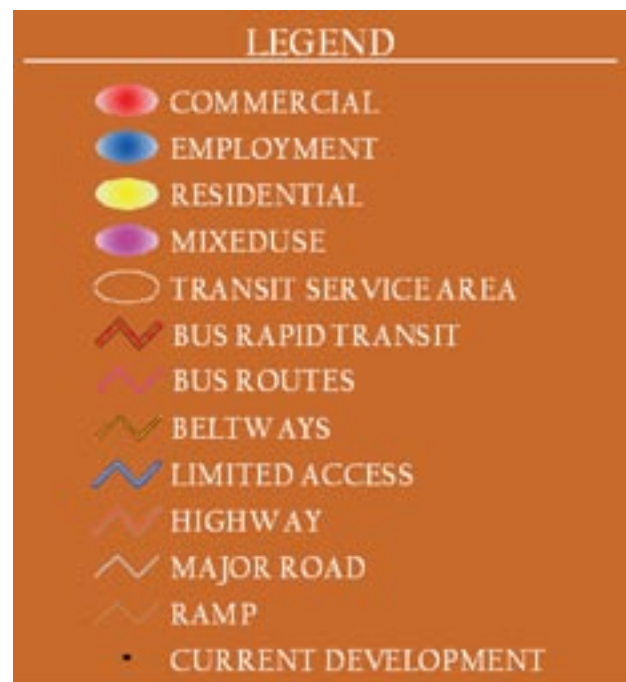 LEGEND
COMMERCIAL
EMPLOYMENT
RESIDENTIAL
MIXEDUSE
TRANSIT SERVICE AREA
BUS RAPID TRANSIT
BUS ROUTES
BELTWAYS
LIMITED ACCESS
HIGHWAY
MAJOR ROAD
RAMP
CURRENT DEVELOPMENT